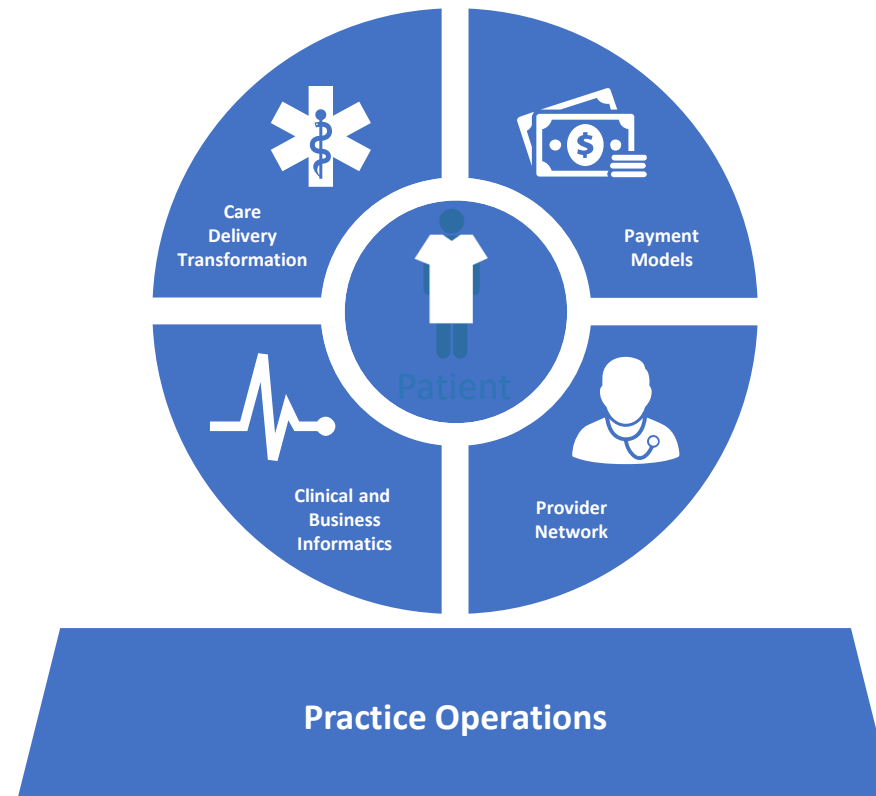 Care
Delivery
Transformation
$
Payment
Models
Patient
Clinical and
Business
Informatics
Provider
Network
Practice Operations